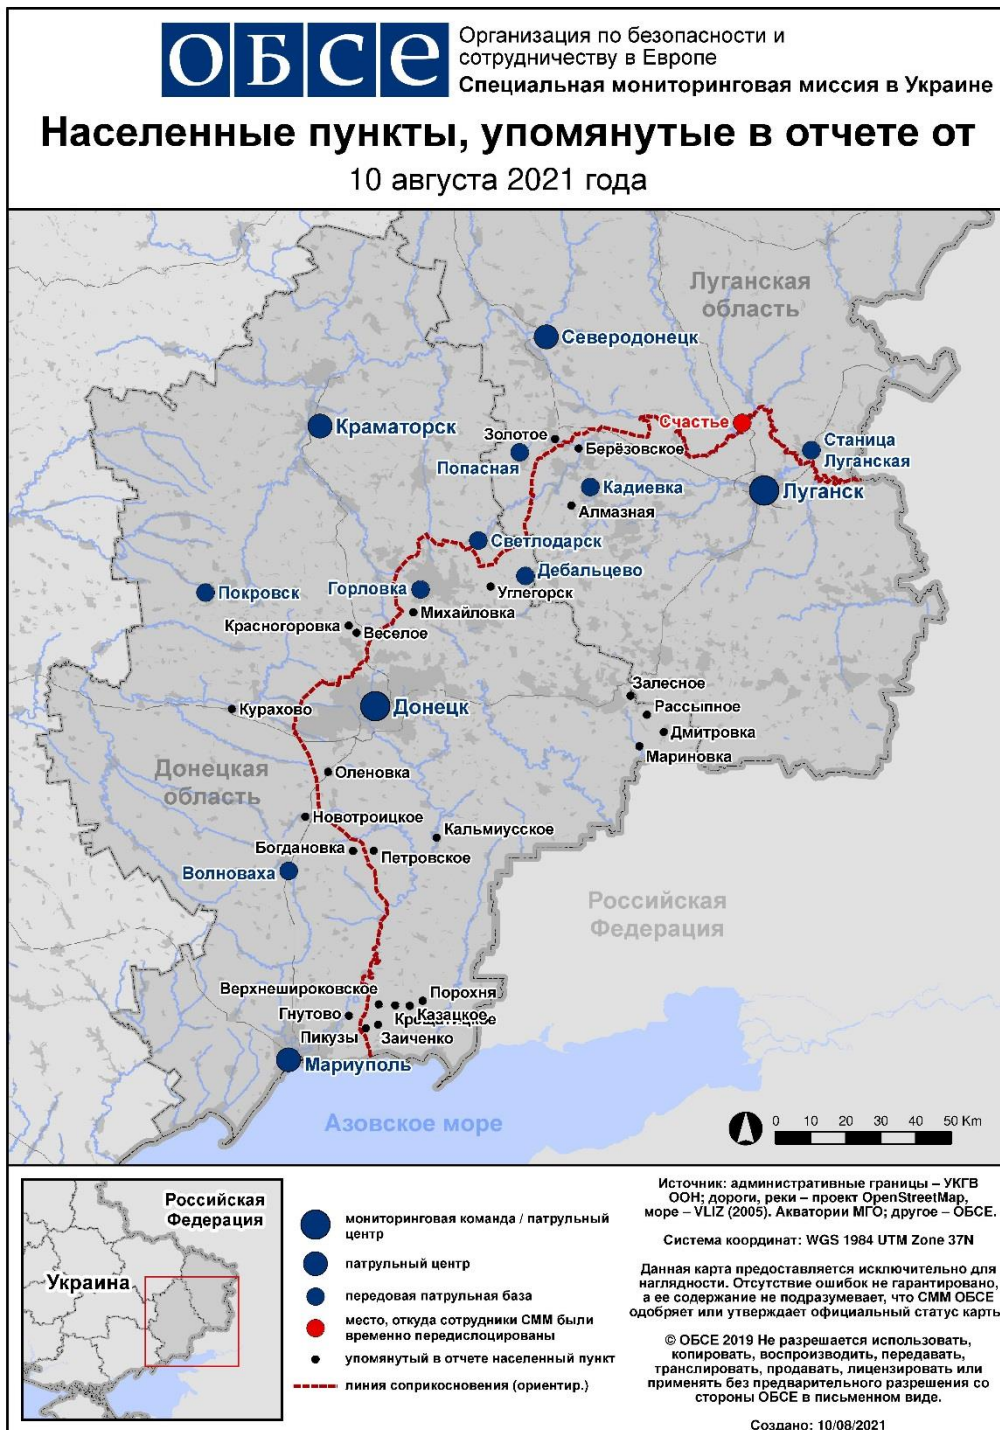 ОБСЕ
Организация по безопасности и
сотрудничеству в Европе
Специальная мониторинговая миссия в Украине
Населенные пункты, упомянутые в отчете от
10 августа 2021 года
Луганская
область
Северодонецк
Счастье
Краматорск
Золотое
Берёзовское
Станица
Луганская
Попасная
Кадиевка
Луганск
Алмазная
Светлодарск
Дебальцево
Покровск
Горловка
Углегорск
Михайловка
Красногоровка
Веселое
Залесное
Курахово
Донецк
Рассыпное
Дмитровка
Мариновка
Донецкая
область
Оленовка
Новотроицкое
Кальмиусское
Богдановка
Петровское
Волноваха
Российская
Федерация
Верхнешироковское
Порохня
Гнутово
Казацкое
Крещатицкое
Пикузы
Заиченко
Мариуполь
Азовское море
0 10 20 30 40 50 Km
Российская
Федерация
Украина
мониторинговая команда / патрульный
центр
патрульный центр
передовая патрульная база
место, откуда сотрудники СММ были
временно передислоцированы
упомянутый в отчете населенный пункт
линия соприкосновения (ориентир.)
Источник: административные границы – УКГВ
ООН; дороги, реки – проект OpenStreetMap,
море – VLIZ (2005). Акватории МГО; другое – ОБСЕ.
Система координат: WGS 1984 UTM Zone 37N
Данная карта предоставляется исключительно для
наглядности. Отсутствие ошибок не гарантировано,
а ее содержание не подразумевает, что СММ ОБСЕ
одобряет или утверждает официальный статус карты.
© ОБСЕ 2019 Не разрешается использовать,
копировать, воспроизводить, передавать,
транслировать, продавать, лицензировать или
применять без предварительного разрешения со
стороны ОБСЕ в письменном виде.
Создано: 10/08/2021